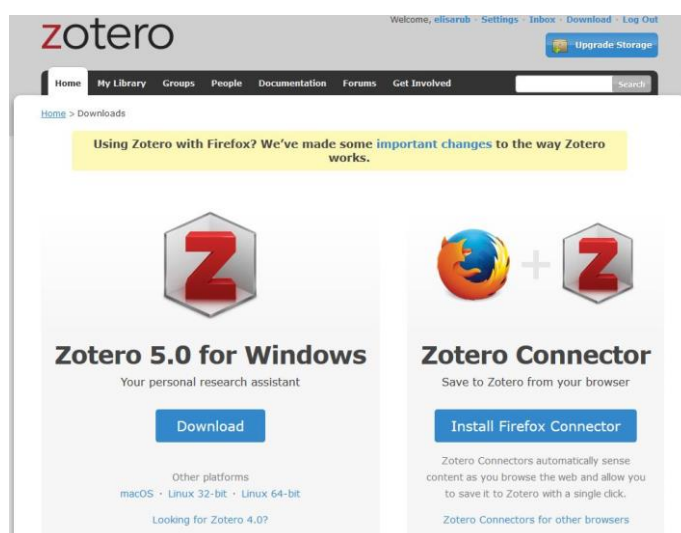 zotero
Welcome, elisarub · Settings · Inbox · Download · Log Out
Upgrade Storage
Home My Library Groups People Documentation Forums Get Involved Search
Home > Downloads
Using Zotero with Firefox? We've made some important changes to the way Zotero
works.
Z
Zotero 5.0 for Windows
Your personal research assistant
Download
Other platforms
macOS · Linux 32-bit · Linux 64-bit
Looking for Zotero 4.0?
+ Z
Zotero Connector
Save to Zotero from your browser
Install Firefox Connector
Zotero Connectors automatically sense
content as you browse the web and allow you
to save it to Zotero with a single click.
Zotero Connectors for other browsers